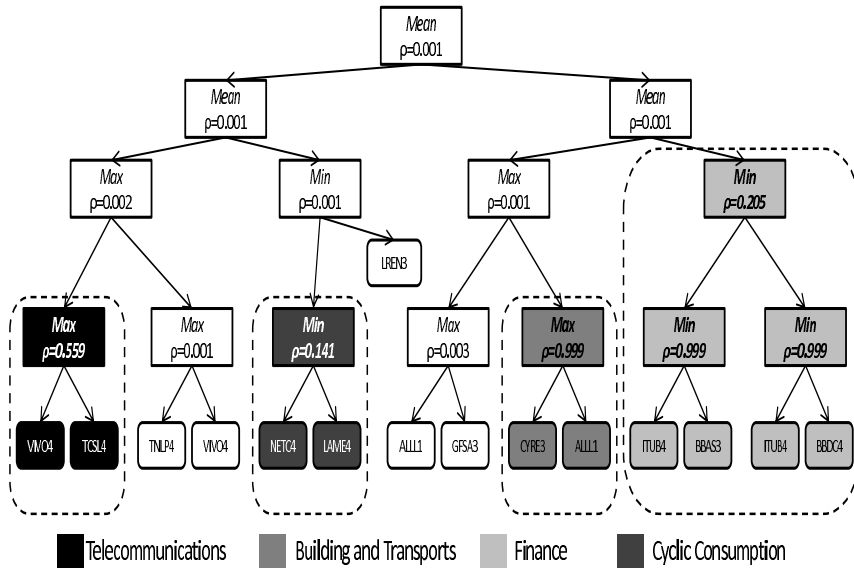 Mean
ρ=0.001
Mean
ρ=0.001
Mean
ρ=0.001
Max
ρ=0.002
Min
ρ=0.001
Max
ρ=0.001
Min
ρ=0.205
LREN3
Max
ρ=0.559
Max
ρ=0.001
Min
ρ=0.141
Max
ρ=0.003
Max
ρ=0.999
Min
ρ=0.999
Min
ρ=0.999
VIVO4
TCSL4
TNLP4
VIVO4
NETC4
LAME4
ALLL1
GFSA3
CYRE3
ALLL1
ITUB4
BBAS3
ITUB4
BBDC4
Telecommunications
Building and Transports
Finance
Cyclic Consumption